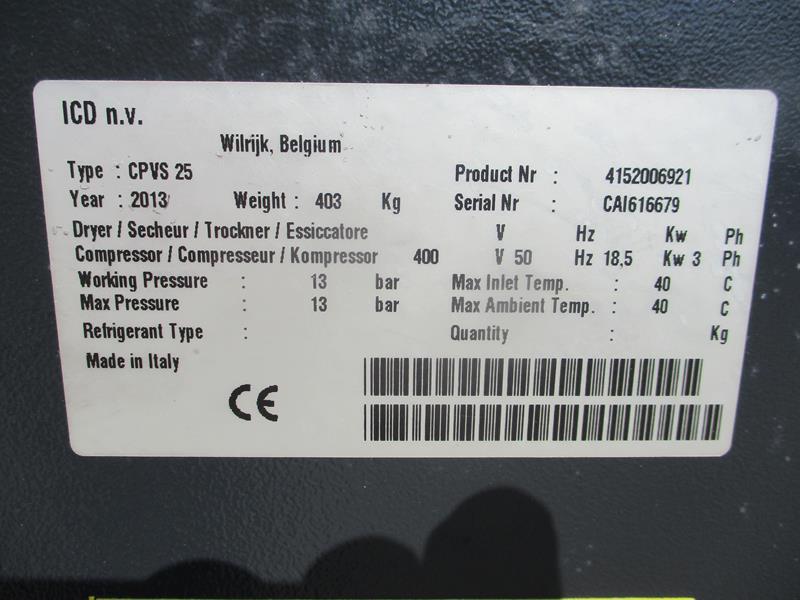 ICD n.v.
Wilrijk, Belgium
Type : CPVS 25 Product Nr : 4152006921
Year : 2013 Weight : 403 Kg Serial Nr : CAI616679
Dryer / Secheur / Trockner / Essiccatore V Hz Kw Ph
Compressor / Compresseur / Kompressor 400 V 50 Hz 18,5 Kw 3 Ph
Working Pressure : 13 bar Max Inlet Temp. : 40 C
Max Pressure : 13 bar Max Ambient Temp. : 40 C
Refrigerant Type : Quantity : Kg
Made in Italy
CE